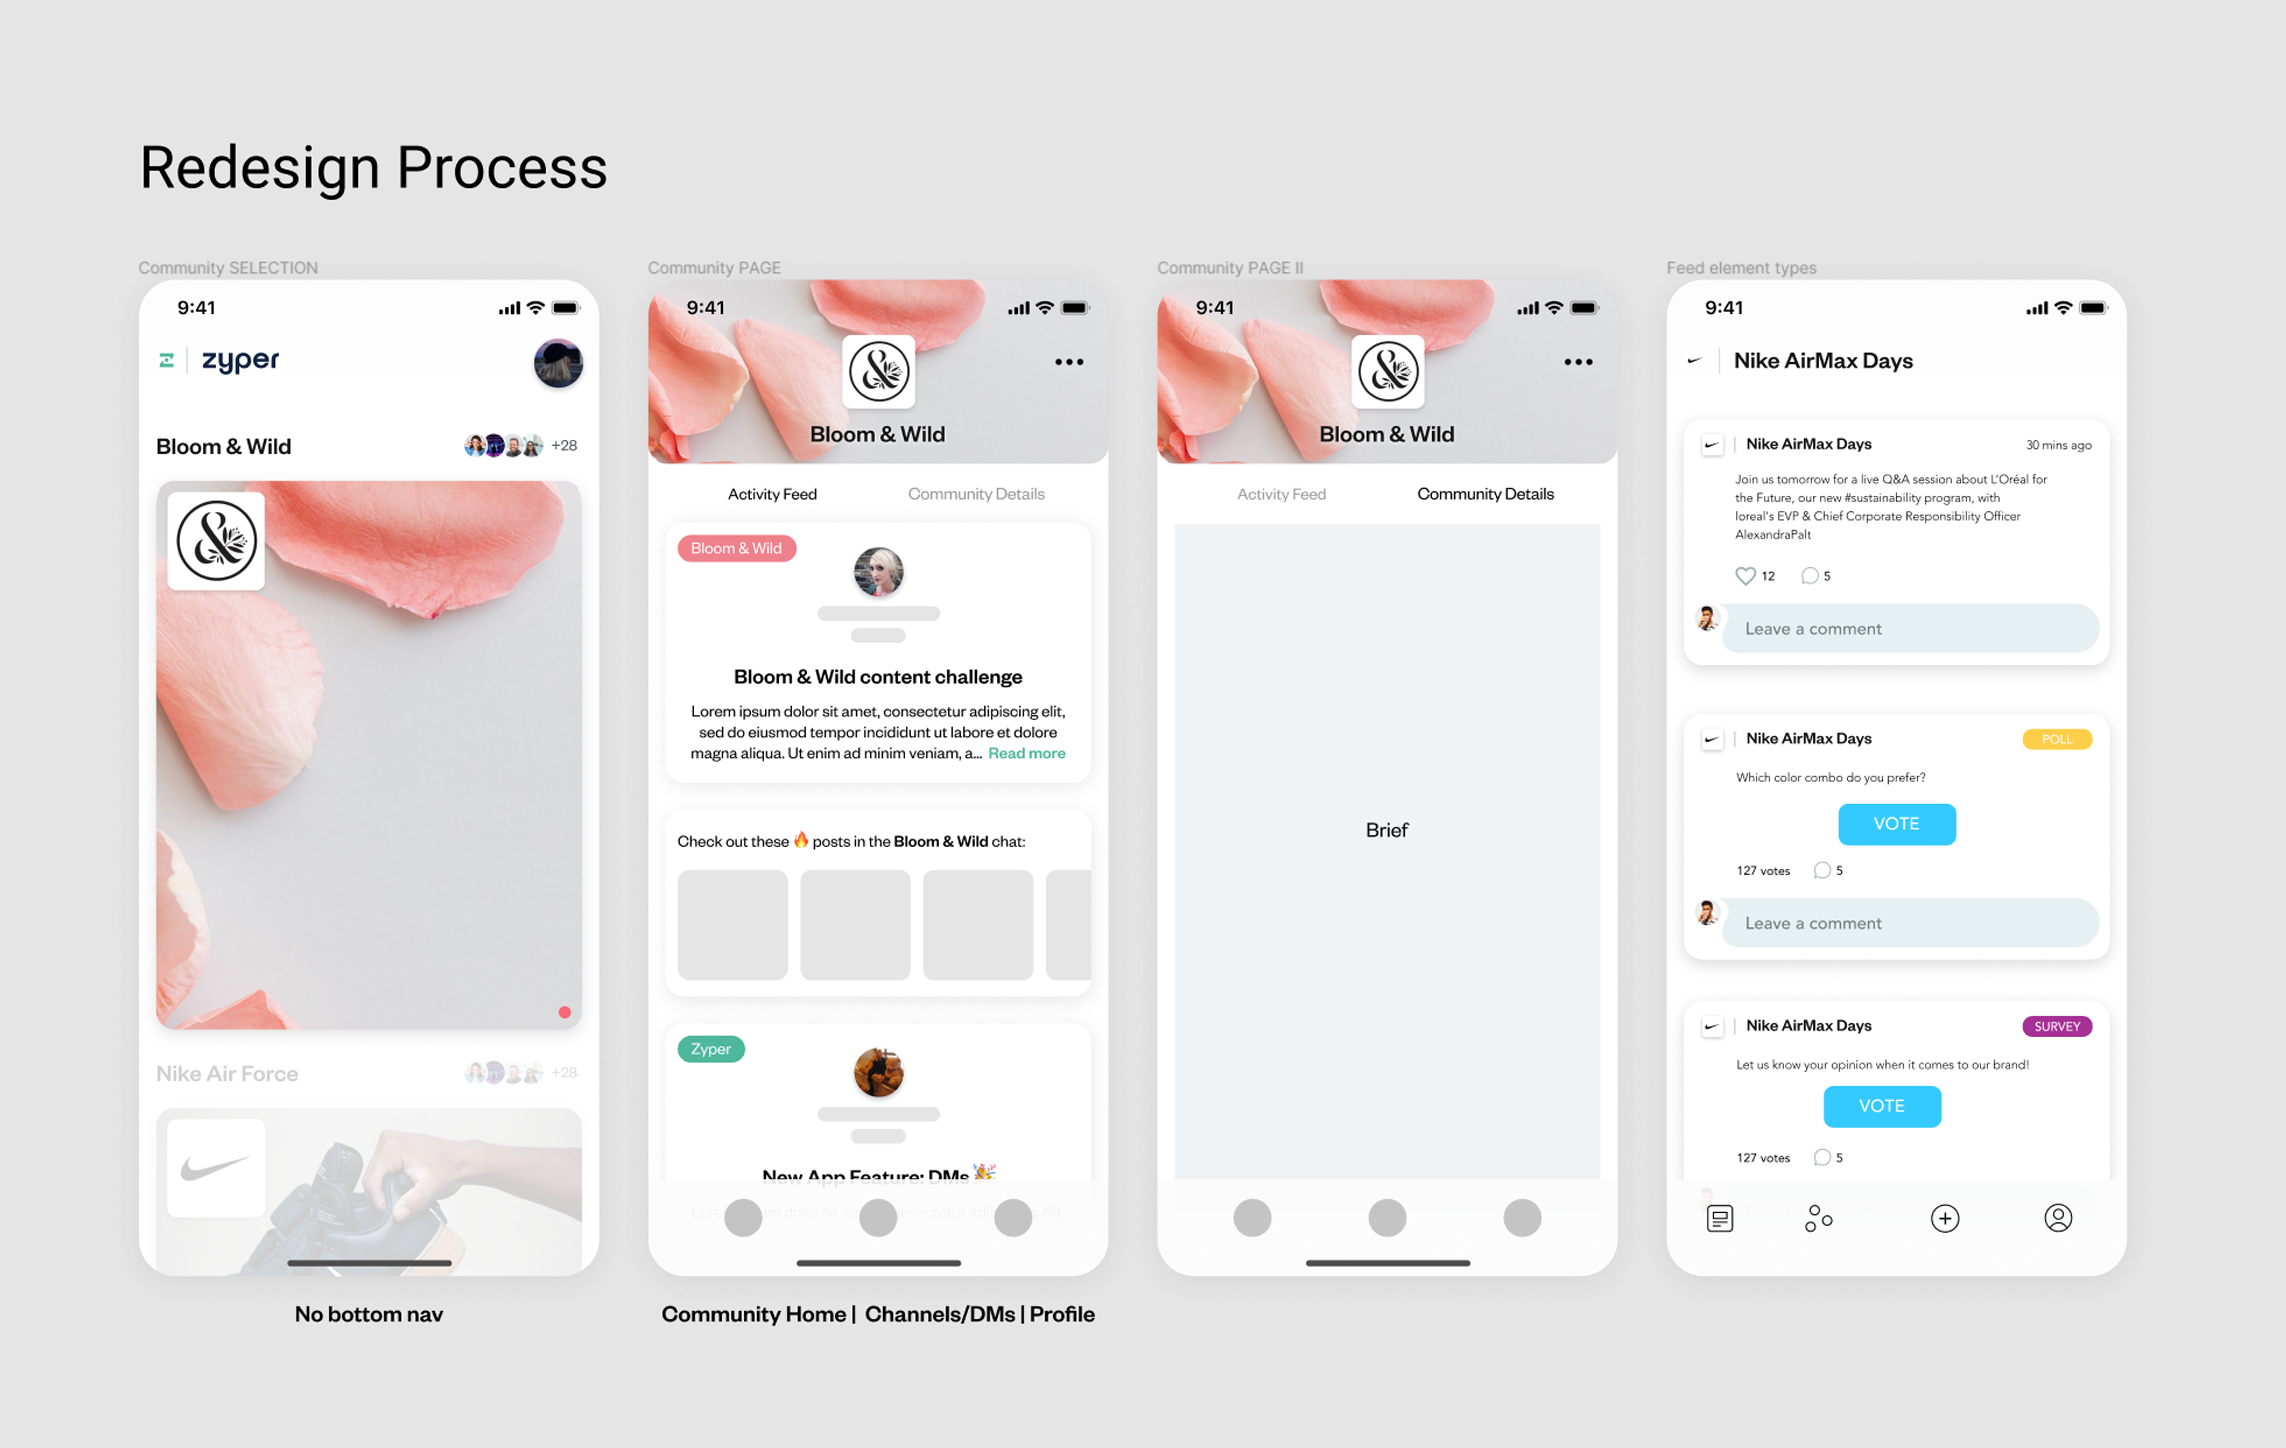 Redesign Process
Community SELECTION
9:41
zyper
Bloom & Wild
+28
&
Nike Air Force
+28
No bottom nav
Community PAGE
9:41
&
Bloom & Wild
Activity Feed
Community Details
Bloom & Wild
Bloom & Wild content challenge
Lorem ipsum dolor sit amet, consectetur adipiscing elit,
sed do eiusmod tempor incididunt ut labore et dolore
magna aliqua. Ut enim ad minim veniam, a... Read more
Check out these 🔥 posts in the Bloom & Wild chat:
Zyper
New App Feature: DMs 🎉
Community Home | Channels/DMs | Profile
Community PAGE II
9:41
&
Bloom & Wild
Activity Feed
Community Details
Brief
Feed element types
9:41
Nike AirMax Days
Nike AirMax Days
30 mins ago
Join us tomorrow for a live Q&A session about L'Oréal for
the Future, our new #sustainability program, with
loreal's EVP & Chief Corporate Responsibility Officer
AlexandraPalt
12
5
Leave a comment
Nike AirMax Days
POLL
Which color combo do you prefer?
VOTE
127 votes
5
Leave a comment
Nike AirMax Days
SURVEY
Let us know your opinion when it comes to our brand!
VOTE
127 votes
5